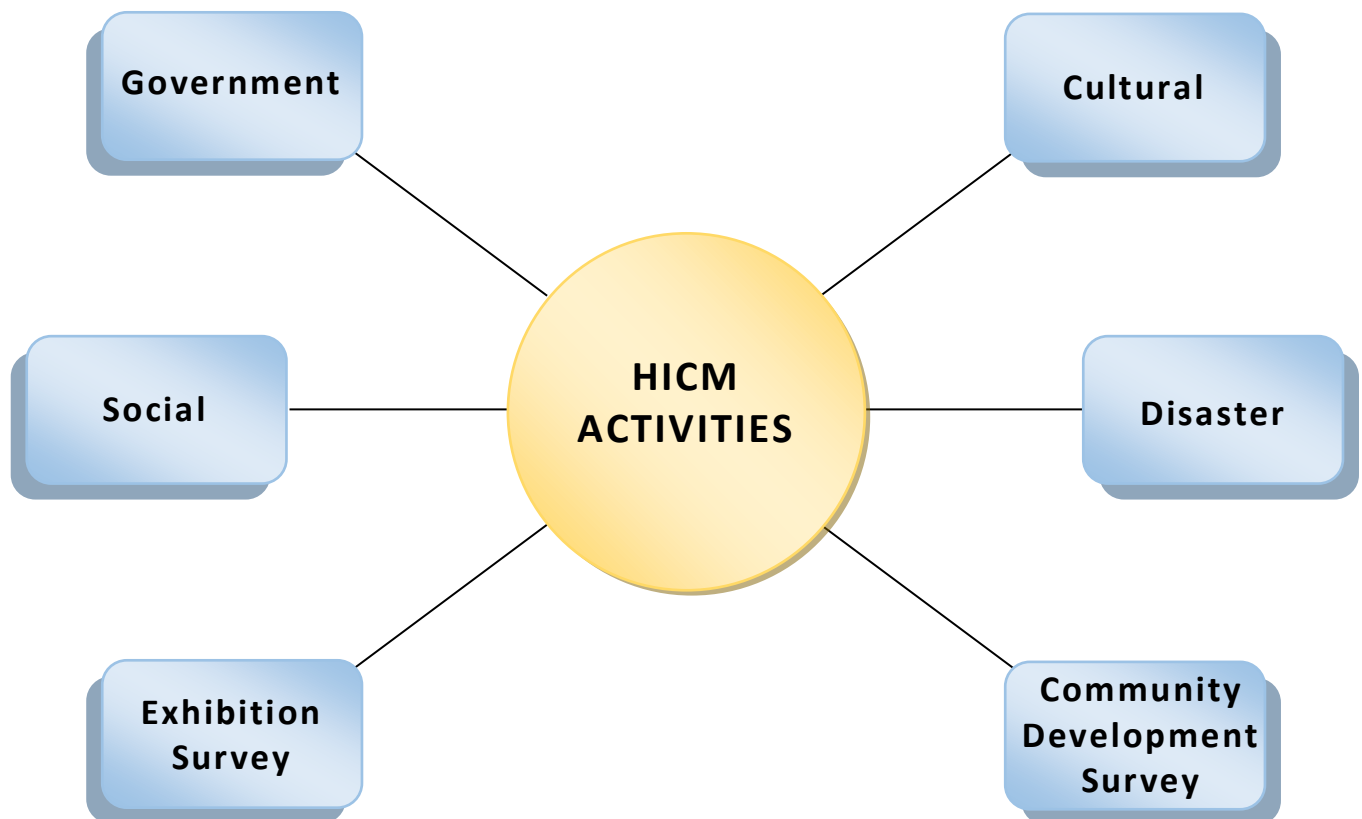 Government
Cultural
HICM
ACTIVITIES
Social
Disaster
Exhibition
Survey
Community
Development
Survey